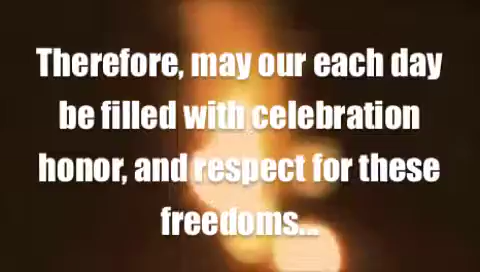 Therefore, may our each day
be filled with celebration
honor, and respect for these
freedoms...